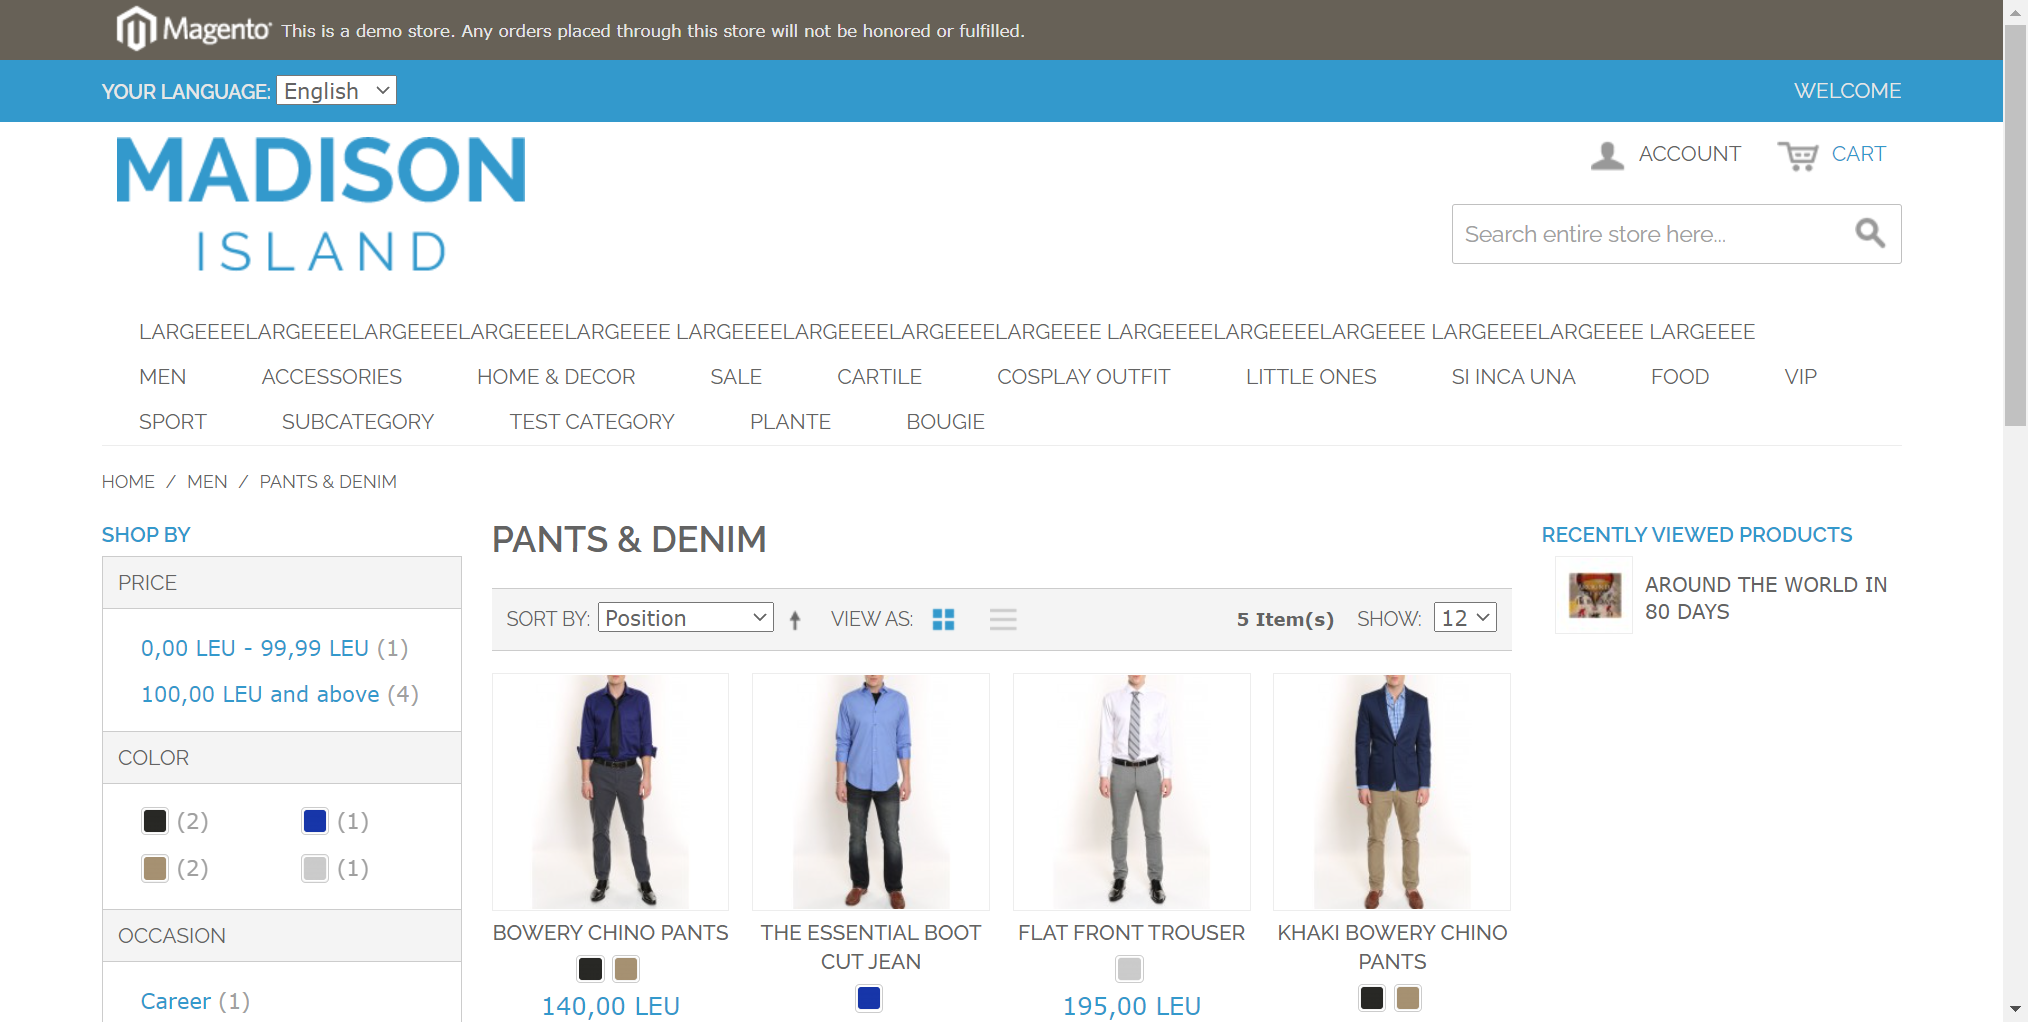 Magento This is a demo store. Any orders placed through this store will not be honored or fulfilled.
YOUR LANGUAGE: English WELCOME
MADISON
ISLAND
ACCOUNT CART
Search entire store here...
LARGEEEELARGEEEELARGEEEELARGEEEELARGEEEE LARGEEEELARGEEEELARGEEEELARGEEEE LARGEEEELARGEEEELARGEEEE LARGEEEELARGEEEE LARGEEEE
MEN ACCESSORIES HOME & DECOR SALE CARTILE COSPLAY OUTFIT LITTLE ONES SI INCA UNA FOOD VIP
SPORT SUBCATEGORY TEST CATEGORY PLANTE BOUGIE
HOME / MEN / PANTS & DENIM
SHOP BY
PRICE
0,00 LEU - 99,99 LEU (1)
100,00 LEU and above (4)
COLOR
(2) (1)
(2) (1)
OCCASION
Career (1)
PANTS & DENIM
SORT BY: Position VIEW AS: 5 Item(s) SHOW: 12
BOWERY CHINO PANTS
140,00 LEU
THE ESSENTIAL BOOT
CUT JEAN
FLAT FRONT TROUSER
195,00 LEU
KHAKI BOWERY CHINO
PANTS
RECENTLY VIEWED PRODUCTS
AROUND THE WORLD IN
80 DAYS